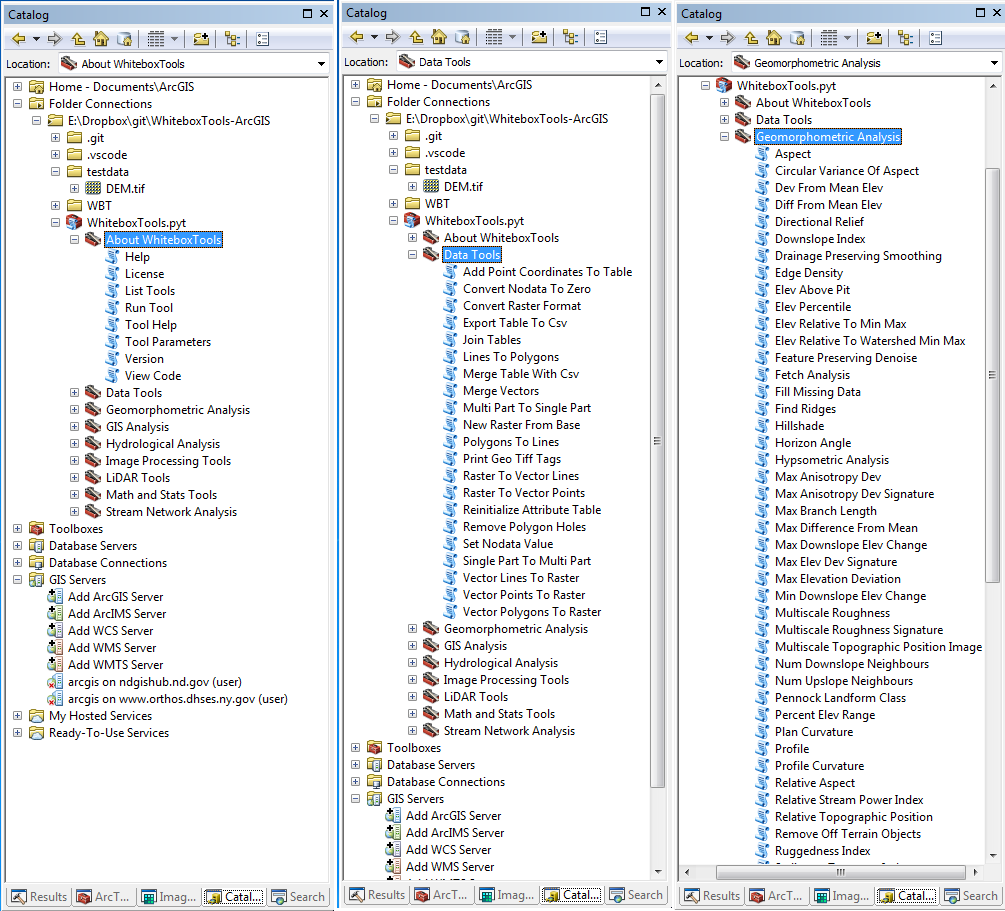 Catalog
Location: About WhiteboxTools
Home - Documents\ArcGIS
Folder Connections
E:\Dropbox\git\WhiteboxTools-ArcGIS
.git
.vscode
testdata
DEM.tif
WBT
WhiteboxTools.pyt
About WhiteboxTools
Help
License
List Tools
Run Tool
Tool Help
Tool Parameters
Version
View Code
Data Tools
Geomorphometric Analysis
GIS Analysis
Hydrological Analysis
Image Processing Tools
LiDAR Tools
Math and Stats Tools
Stream Network Analysis
Toolboxes
Database Servers
Database Connections
GIS Servers
Add ArcGIS Server
Add ArcIMS Server
Add WCS Server
Add WMS Server
Add WMTS Server
arcgis on ndgishub.nd.gov (user)
arcgis on www.orthos.dhses.ny.gov (user)
My Hosted Services
Ready-To-Use Services
Results ArcT... Imag... Catal... Search
Catalog
Location: Data Tools
Home - Documents\ArcGIS
Folder Connections
E:\Dropbox\git\WhiteboxTools-ArcGIS
.git
.vscode
testdata
DEM.tif
WBT
WhiteboxTools.pyt
About WhiteboxTools
Data Tools
Add Point Coordinates To Table
Convert Nodata To Zero
Convert Raster Format
Export Table To Csv
Join Tables
Lines To Polygons
Merge Table With Csv
Merge Vectors
Multi Part To Single Part
New Raster From Base
Polygons To Lines
Print Geo Tiff Tags
Raster To Vector Lines
Raster To Vector Points
Reinitialize Attribute Table
Remove Polygon Holes
Set Nodata Value
Single Part To Multi Part
Vector Lines To Raster
Vector Points To Raster
Vector Polygons To Raster
Geomorphometric Analysis
GIS Analysis
Hydrological Analysis
Image Processing Tools
LiDAR Tools
Math and Stats Tools
Stream Network Analysis
Toolboxes
Database Servers
Database Connections
GIS Servers
Add ArcGIS Server
Add ArcIMS Server
Add WCS Server
Add WMS Server
Results ArcT... Imag... Catal... Search
Catalog
Location: Geomorphometric Analysis
WhiteboxTools.pyt
About WhiteboxTools
Data Tools
Geomorphometric Analysis
Aspect
Circular Variance Of Aspect
Dev From Mean Elev
Diff From Mean Elev
Directional Relief
Downslope Index
Drainage Preserving Smoothing
Edge Density
Elev Above Pit
Elev Percentile
Elev Relative To Min Max
Elev Relative To Watershed Min Max
Feature Preserving Denoise
Fetch Analysis
Fill Missing Data
Find Ridges
Hillshade
Horizon Angle
Hypsometric Analysis
Max Anisotropy Dev
Max Anisotropy Dev Signature
Max Branch Length
Max Difference From Mean
Max Downslope Elev Change
Max Elev Dev Signature
Max Elevation Deviation
Min Downslope Elev Change
Multiscale Roughness
Multiscale Roughness Signature
Multiscale Topographic Position Image
Num Downslope Neighbours
Num Upslope Neighbours
Pennock Landform Class
Percent Elev Range
Plan Curvature
Profile
Profile Curvature
Relative Aspect
Relative Stream Power Index
Relative Topographic Position
Remove Off Terrain Objects
Ruggedness Index
Results ArcT... Imag... Catal... Search